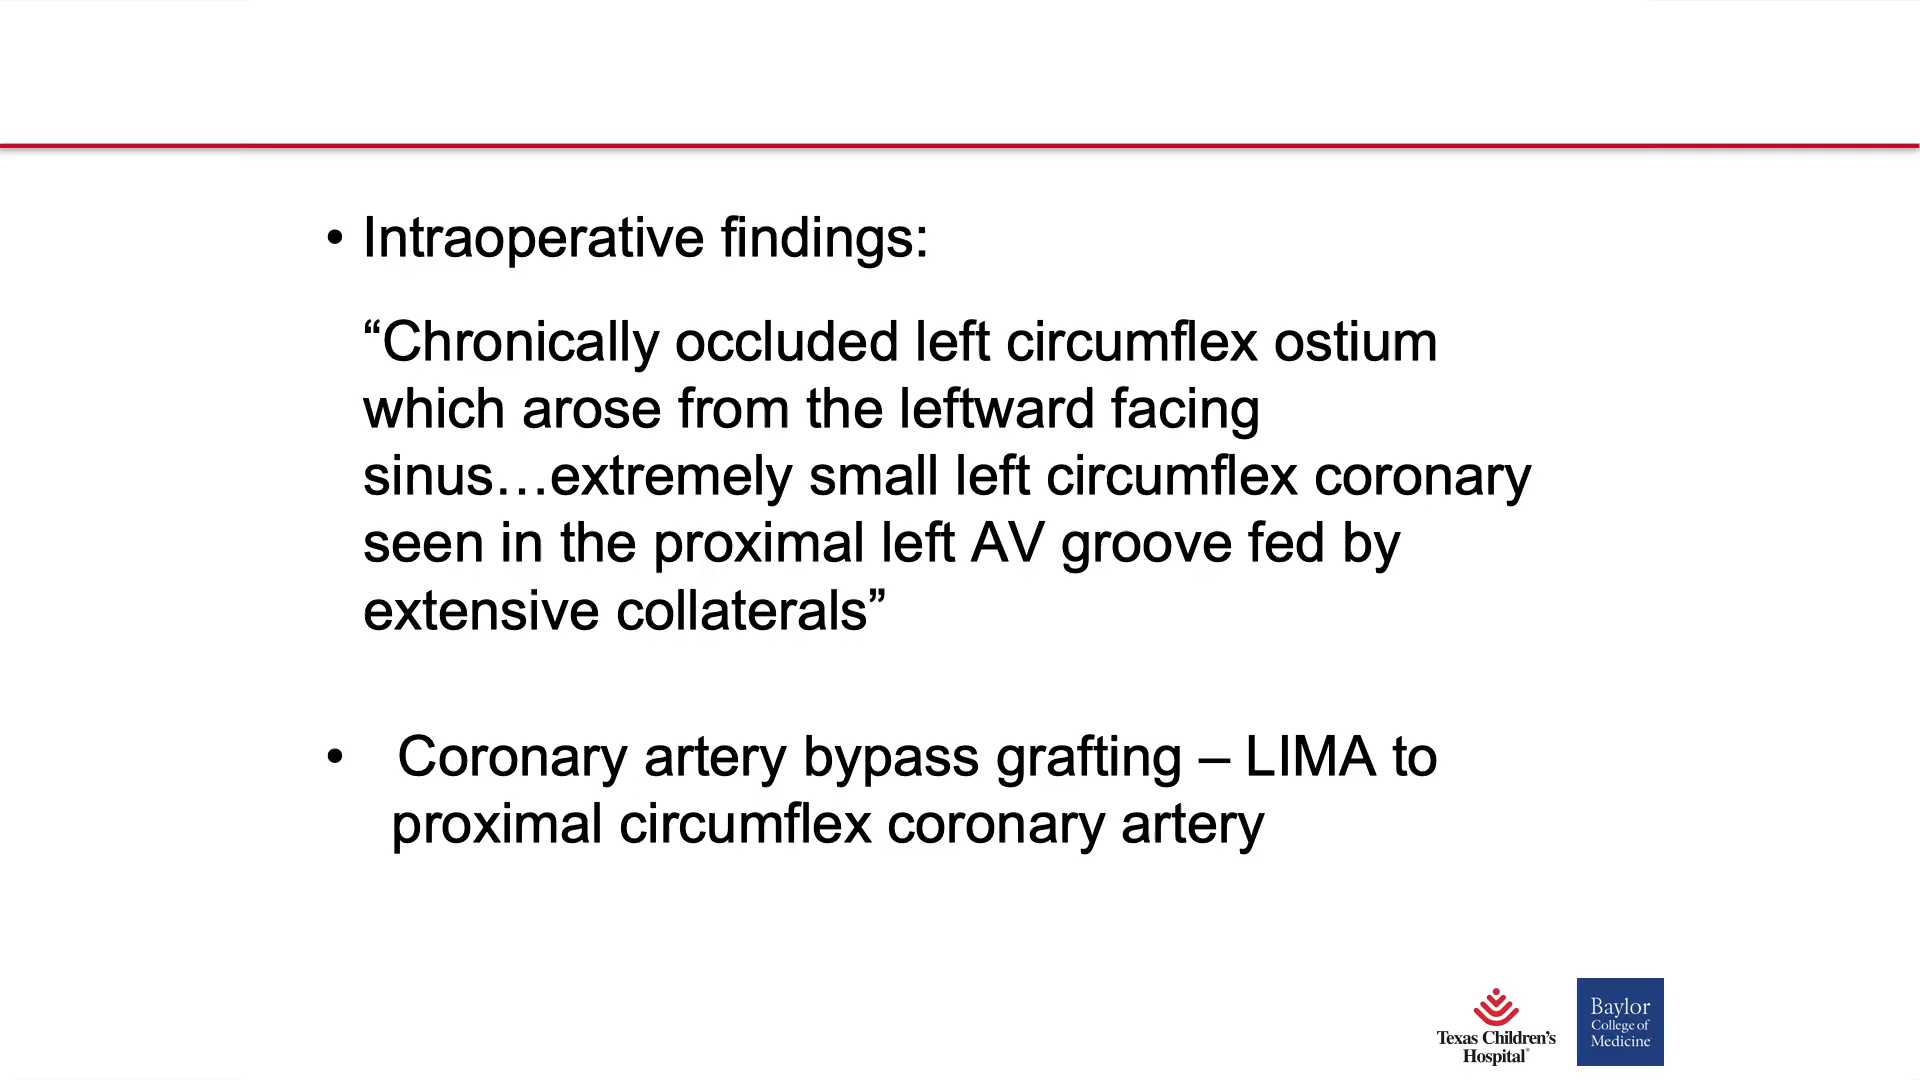 • Intraoperative findings:
“Chronically occluded left circumflex ostium
which arose from the leftward facing
sinus…extremely small left circumflex coronary
seen in the proximal left AV groove fed by
extensive collaterals”
• Coronary artery bypass grafting – LIMA to
proximal circumflex coronary artery
Texas Children’s
Hospital®
Baylor
College of
Medicine